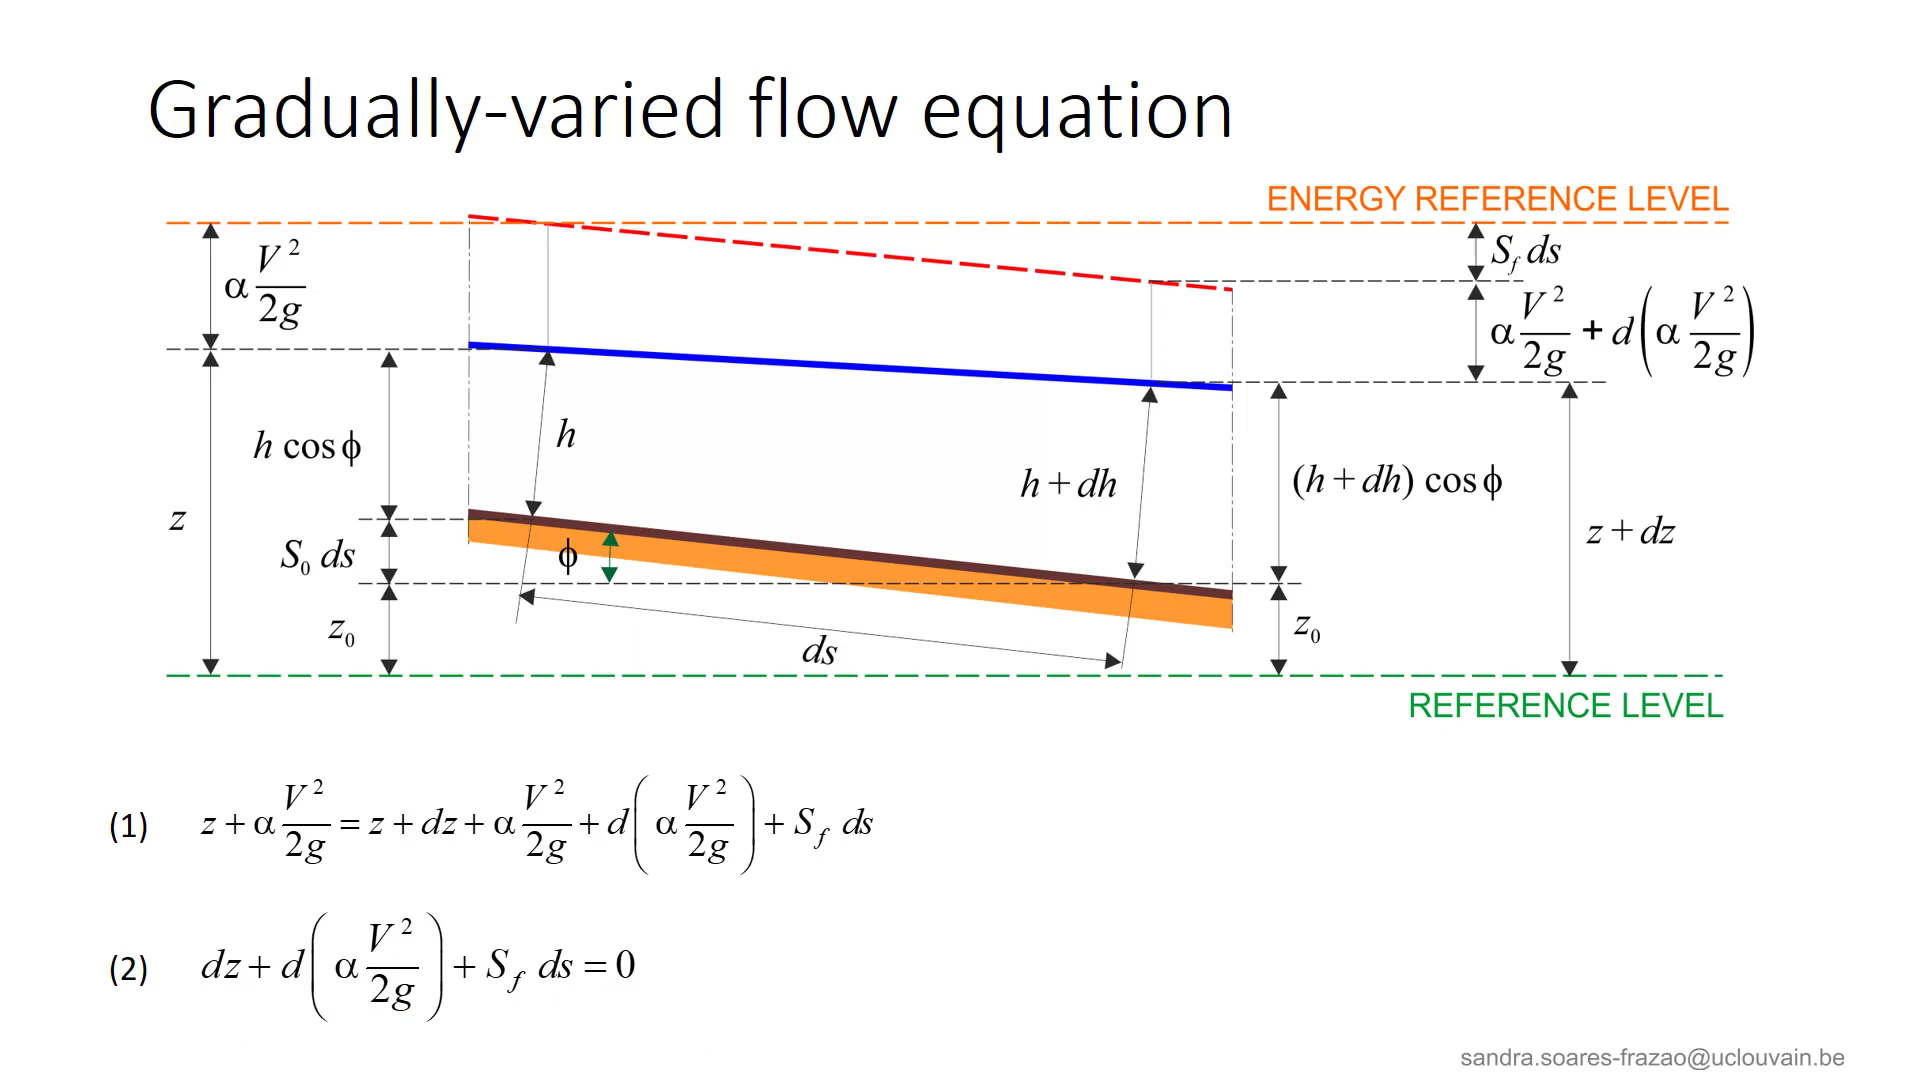 Gradually-varied flow equation
ENERGY REFERENCE LEVEL
α V² / 2g
S_f ds
α V² / 2g + d(α V² / 2g)
h cos ϕ
h
h + dh
(h + dh) cos ϕ
z
S₀ ds
ϕ
z + dz
z₀
ds
z₀
REFERENCE LEVEL
(1) z + α V² / 2g = z + dz + α V² / 2g + d(α V² / 2g) + S_f ds
(2) dz + d(α V² / 2g) + S_f ds = 0
sandra.soares-frazao@uclouvain.be